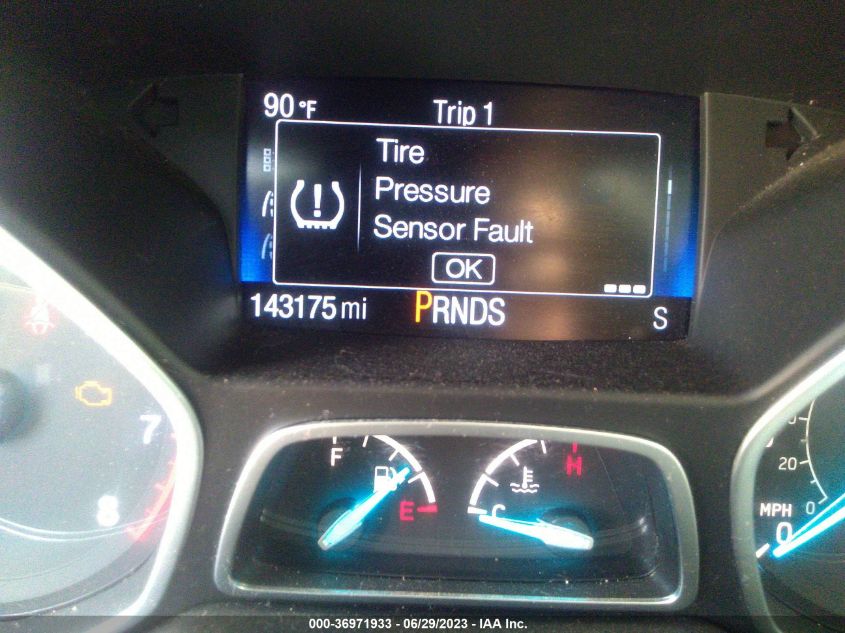 90 °F Trip 1
Tire
Pressure
Sensor Fault
OK
143175 mi PRNDS S
7
8
F
E
C
H
20
0
MPH
0
000-36971933 - 06/29/2023 - IAA Inc.